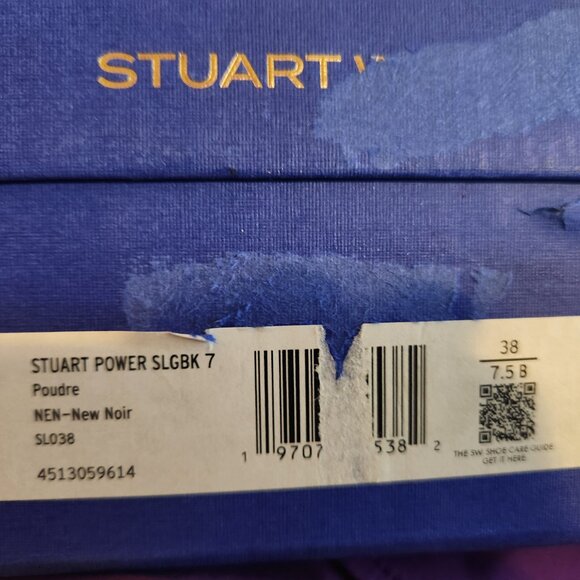 STUART
STUART POWER SLGBK 7
Poudre
NEN-New Noir
SL038
4513059614
1 9707 538 2
38
7.5 B
THE SW SHOE CARE GUIDE
GET IT HERE